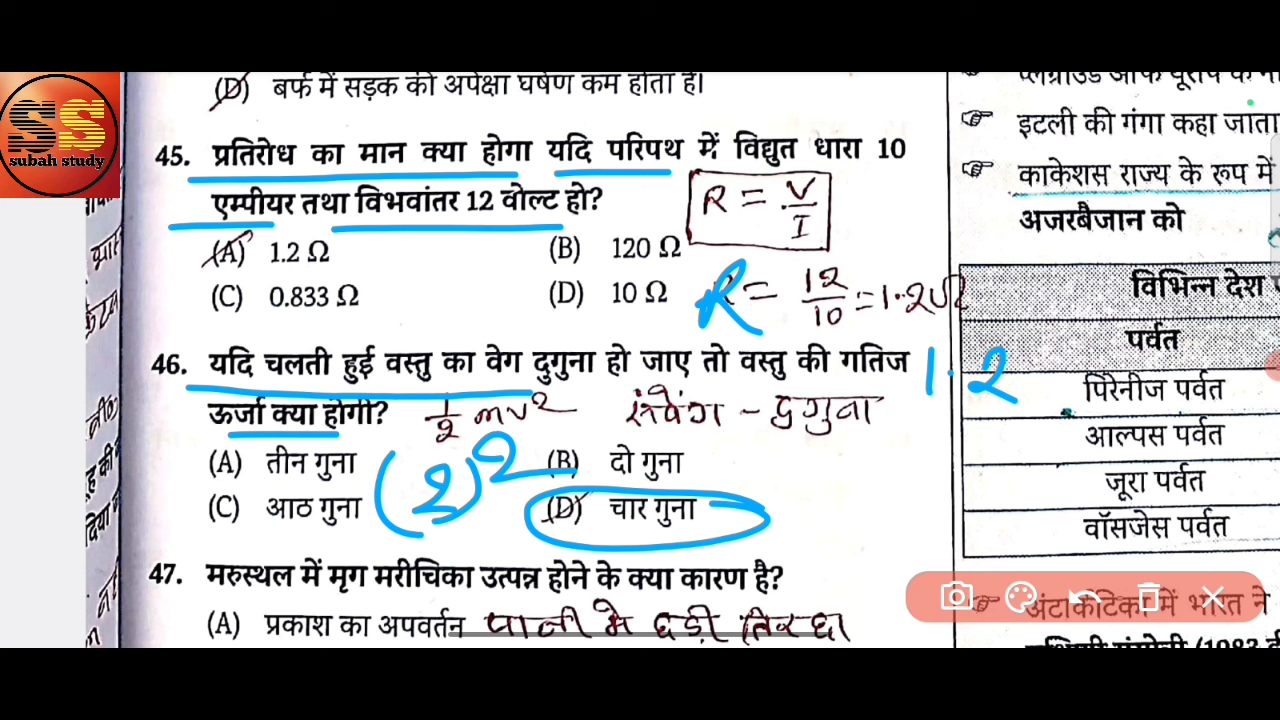 SS
subah study
(D) बर्फ में सड़क की अपेक्षा घर्षण कम होता है।
45. प्रतिरोध का मान क्या होगा यदि परिपथ में विद्युत धारा 10
एम्पीयर तथा विभवांतर 12 वोल्ट हो?
R = V/I
(A) 1.2 Ω
(B) 120 Ω
(C) 0.833 Ω
(D) 10 Ω
R = 12/10 = 1.2Ω
1.2
46. यदि चलती हुई वस्तु का वेग दुगुना हो जाए तो वस्तु की गतिज
ऊर्जा क्या होगी?
1/2 mv²
संवेग - दुगुना
(A) तीन गुना
(B) दो गुना
(2)²
(C) आठ गुना
(D) चार गुना
47. मरुस्थल में मृग मरीचिका उत्पन्न होने के क्या कारण है?
(A) प्रकाश का अपवर्तन
पानी मे छड़ी तिरछा
इटली की गंगा कहा जाता
काकेशस राज्य के रूप में
अजरबैजान को
विभिन्न देश
पर्वत
पिरेनीज पर्वत
आल्पस पर्वत
जूरा पर्वत
वॉसजेस पर्वत
अंटार्कटिका में भारत ने